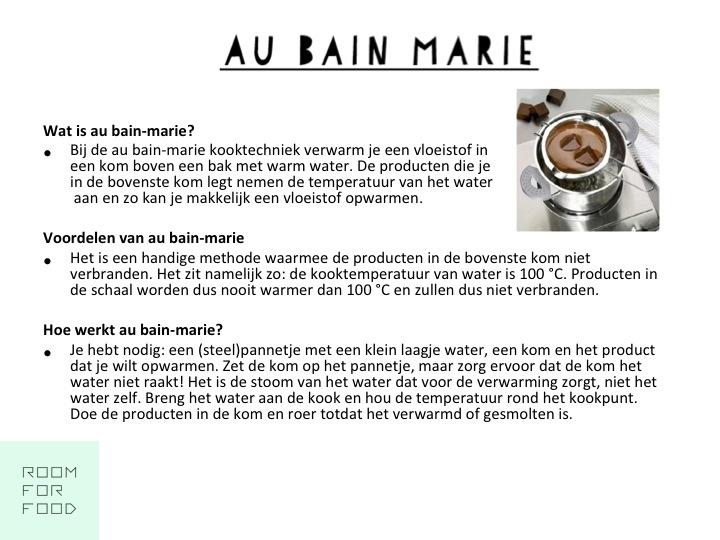 AU BAIN MARIE
Wat is au bain-marie?
• Bij de au bain-marie kooktechniek verwarm je een vloeistof in
een kom boven een bak met warm water. De producten die je
in de bovenste kom legt nemen de temperatuur van het water
aan en zo kan je makkelijk een vloeistof opwarmen.
Voordelen van au bain-marie
• Het is een handige methode waarmee de producten in de bovenste kom niet
verbranden. Het zit namelijk zo: de kooktemperatuur van water is 100 °C. Producten in
de schaal worden dus nooit warmer dan 100 °C en zullen dus niet verbranden.
Hoe werkt au bain-marie?
• Je hebt nodig: een (steel)pannetje met een klein laagje water, een kom en het product
dat je wilt opwarmen. Zet de kom op het pannetje, maar zorg ervoor dat de kom het
water niet raakt! Het is de stoom van het water dat voor de verwarming zorgt, niet het
water zelf. Breng het water aan de kook en hou de temperatuur rond het kookpunt.
Doe de producten in de kom en roer totdat het verwarmd of gesmolten is.
ROOM
FOR
FOOD